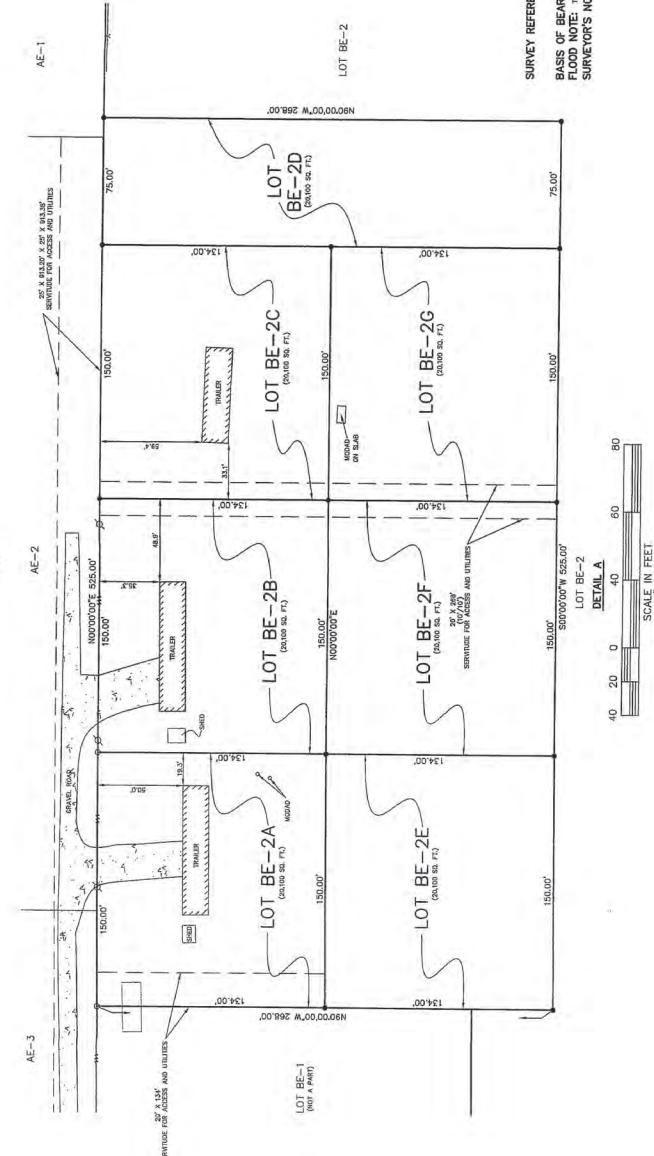 AE-3
AE-2
AE-1
25' X 913.20' X 25' X 913.35'
SERVITUDE FOR ACCESS AND UTILITIES
GRAVEL ROAD
N00°00'00"E 525.00'
150.00'
150.00'
150.00'
75.00'
LOT BE-2
N90°00'00"W 268.00'
20' X 134'
SERVITUDE FOR ACCESS AND UTILITIES
LOT BE-1
(NOT A PART)
N90°00'00"W 268.00'
SHED
TRAILER
50.0'
19.3'
MODAD
LOT BE-2A
(20,100 SQ. FT.)
134.00'
134.00'
SHED
TRAILER
48.9'
LOT BE-2B
(20,100 SQ. FT.)
134.00'
TRAILER
59.4'
33.1'
LOT BE-2C
(20,100 SQ. FT.)
134.00'
LOT
BE-2D
(20,100 SQ. FT.)
150.00'
150.00'
N00°00'00"E
150.00'
LOT BE-2E
(20,100 SQ. FT.)
134.00'
134.00'
LOT BE-2F
(20,100 SQ. FT.)
20' X 268'
(10'/10')
SERVITUDE FOR ACCESS AND UTILITIES
134.00'
MODAD
ON SLAB
LOT BE-2G
(20,100 SQ. FT.)
134.00'
150.00'
150.00'
150.00'
75.00'
S00°00'00"W 525.00'
LOT BE-2
DETAIL A
40 20 0 40 60 80
SCALE IN FEET
SURVEY REFERE
BASIS OF BEAR
FLOOD NOTE:
SURVEYOR'S NO